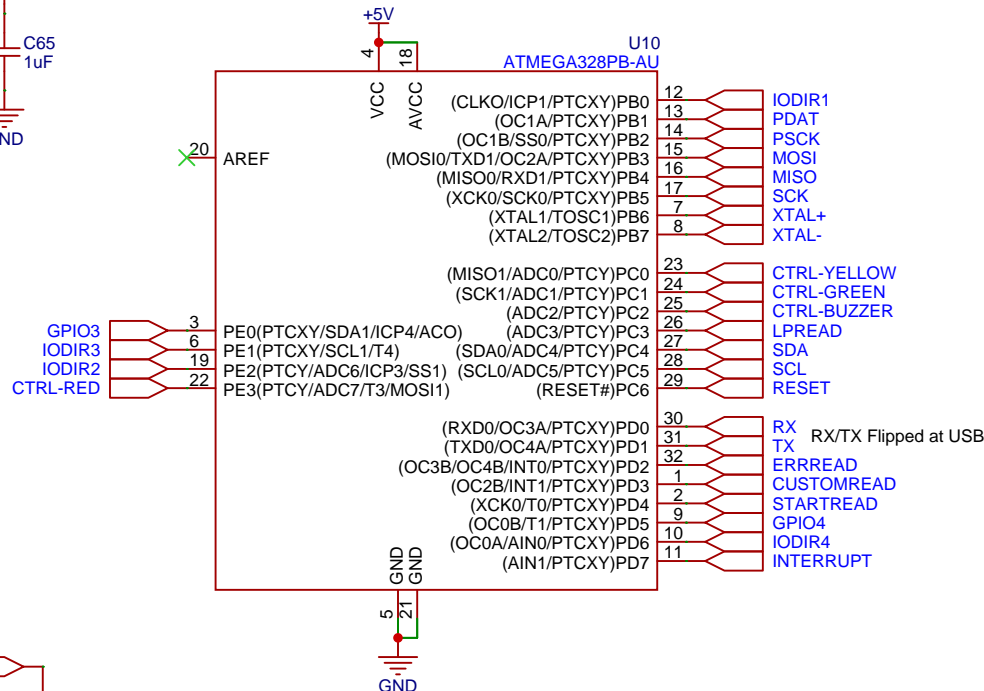 +5V
C65
1uF
ND
4
18
U10
ATMEGA328PB-AU
VCC
AVCC
20
AREF
(CLKO/ICP1/PTCXY)PB0 12 IODIR1
(OC1A/PTCXY)PB1 13 PDAT
(OC1B/SS0/PTCXY)PB2 14 PSCK
(MOSI0/TXD1/OC2A/PTCXY)PB3 15 MOSI
(MISO0/RXD1/PTCXY)PB4 16 MISO
(XCK0/SCK0/PTCXY)PB5 17 SCK
(XTAL1/TOSC1)PB6 7 XTAL+
(XTAL2/TOSC2)PB7 8 XTAL-
(MISO1/ADC0/PTCY)PC0 23 CTRL-YELLOW
(SCK1/ADC1/PTCY)PC1 24 CTRL-GREEN
(ADC2/PTCY)PC2 25 CTRL-BUZZER
GPIO3 3 PE0(PTCXY/SDA1/ICP4/ACO) (ADC3/PTCY)PC3 26 LPREAD
IODIR3 6 PE1(PTCXY/SCL1/T4) (SDA0/ADC4/PTCY)PC4 27 SDA
IODIR2 19 PE2(PTCY/ADC6/ICP3/SS1) (SCL0/ADC5/PTCY)PC5 28 SCL
CTRL-RED 22 PE3(PTCY/ADC7/T3/MOSI1) (RESET#)PC6 29 RESET
(RXD0/OC3A/PTCXY)PD0 30 RX
RX/TX Flipped at USB
(TXD0/OC4A/PTCXY)PD1 31 TX
(OC3B/OC4B/INT0/PTCXY)PD2 32 ERRREAD
(OC2B/INT1/PTCXY)PD3 1 CUSTOMREAD
(XCK0/T0/PTCXY)PD4 2 STARTREAD
(OC0B/T1/PTCXY)PD5 9 GPIO4
(OC0A/AIN0/PTCXY)PD6 10 IODIR4
(AIN1/PTCXY)PD7 11 INTERRUPT
GND
GND
5
21
GND